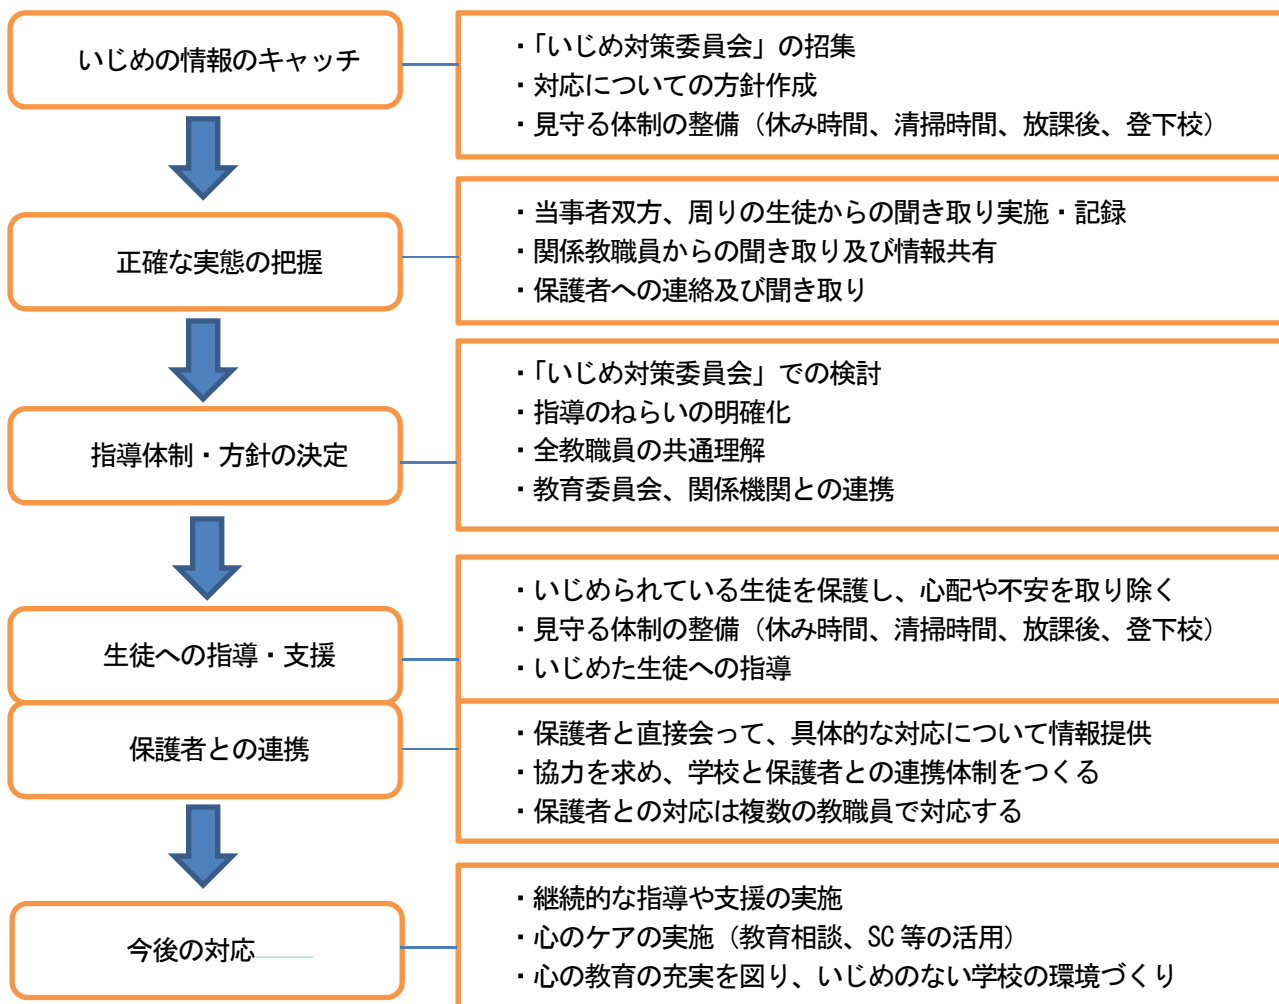 いじめの情報のキャッチ
・「いじめ対策委員会」の招集
・対応についての方針作成
・見守る体制の整備（休み時間、清掃時間、放課後、登下校）
正確な実態の把握
・当事者双方、周りの生徒からの聞き取り実施・記録
・関係教職員からの聞き取り及び情報共有
・保護者への連絡及び聞き取り
指導体制・方針の決定
・「いじめ対策委員会」での検討
・指導のねらいの明確化
・全教職員の共通理解
・教育委員会、関係機関との連携
生徒への指導・支援
・いじめられている生徒を保護し、心配や不安を取り除く
・見守る体制の整備（休み時間、清掃時間、放課後、登下校）
・いじめた生徒への指導
保護者との連携
・保護者と直接会って、具体的な対応について情報提供
・協力を求め、学校と保護者との連携体制をつくる
・保護者との対応は複数の教職員で対応する
今後の対応
・継続的な指導や支援の実施
・心のケアの実施（教育相談、SC 等の活用）
・心の教育の充実を図り、いじめのない学校の環境づくり